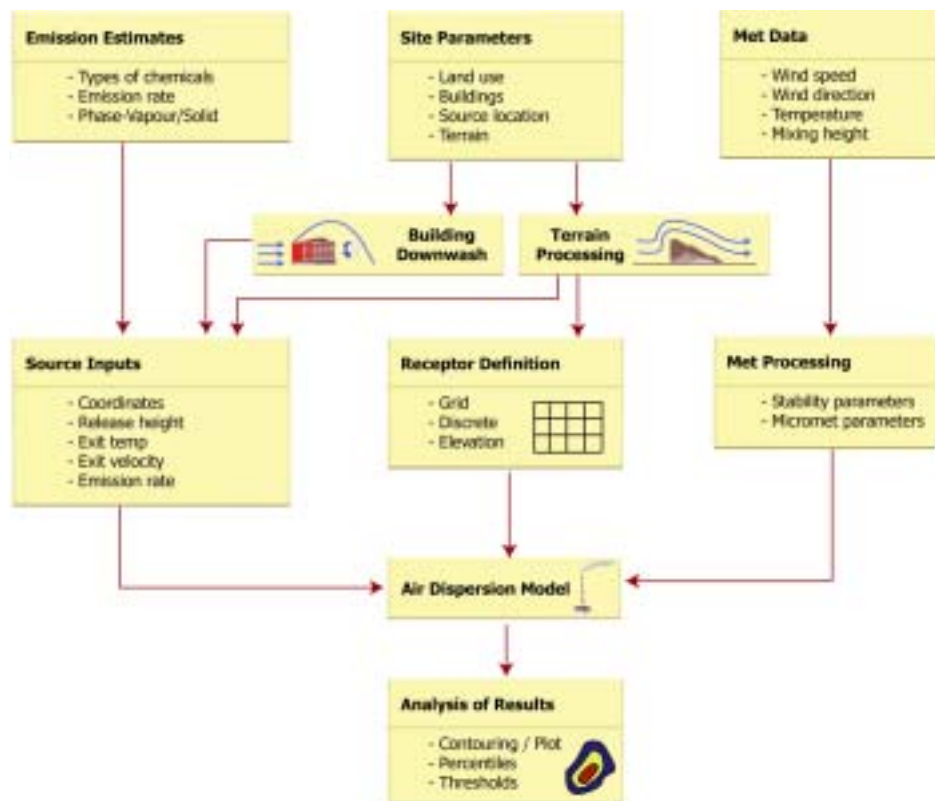 Emission Estimates
- Types of chemicals
- Emission rate
- Phase-Vapour/Solid
Site Parameters
- Land use
- Buildings
- Source location
- Terrain
Met Data
- Wind speed
- Wind direction
- Temperature
- Mixing height
Building
Downwash
Terrain
Processing
Source Inputs
- Coordinates
- Release height
- Exit temp
- Exit velocity
- Emission rate
Receptor Definition
- Grid
- Discrete
- Elevation
Met Processing
- Stability parameters
- Micromet parameters
Air Dispersion Model
Analysis of Results
- Contouring / Plot
- Percentiles
- Thresholds